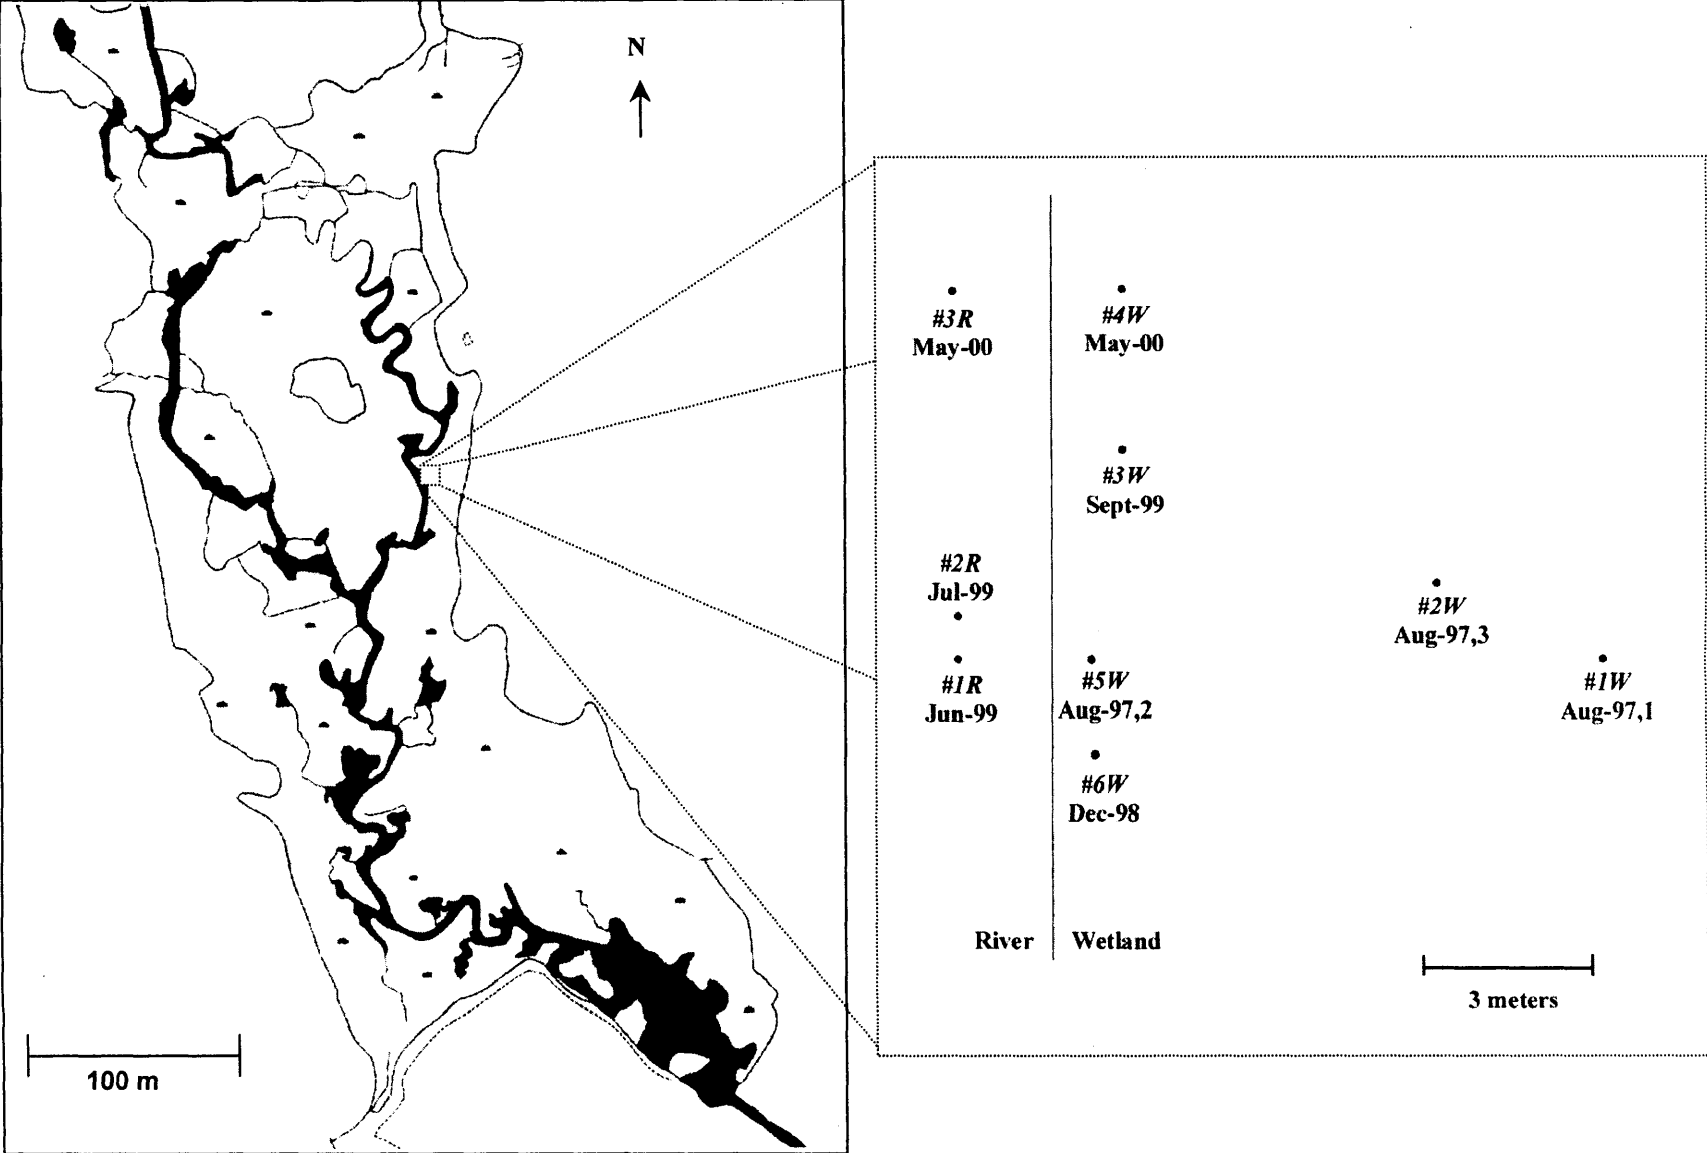 N
100 m
#3R
May-00
#4W
May-00
#3W
Sept-99
#2R
Jul-99
#2W
Aug-97,3
#1R
Jun-99
#5W
Aug-97,2
#1W
Aug-97,1
#6W
Dec-98
River
Wetland
3 meters